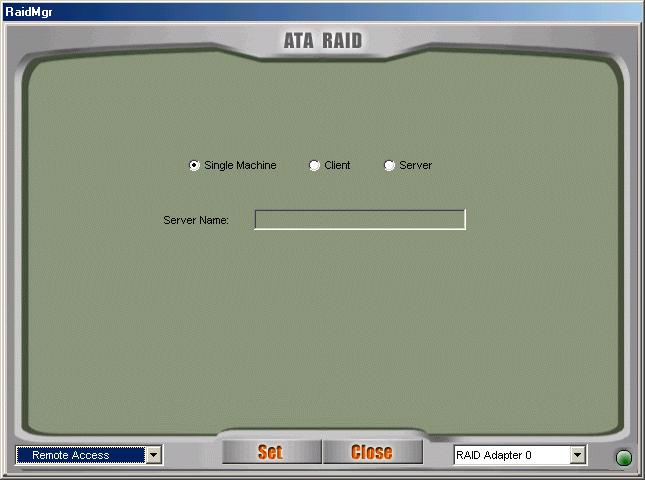 RaidMgr
ATA RAID
Single Machine Client Server
Server Name:
Remote Access Set Close RAID Adapter 0